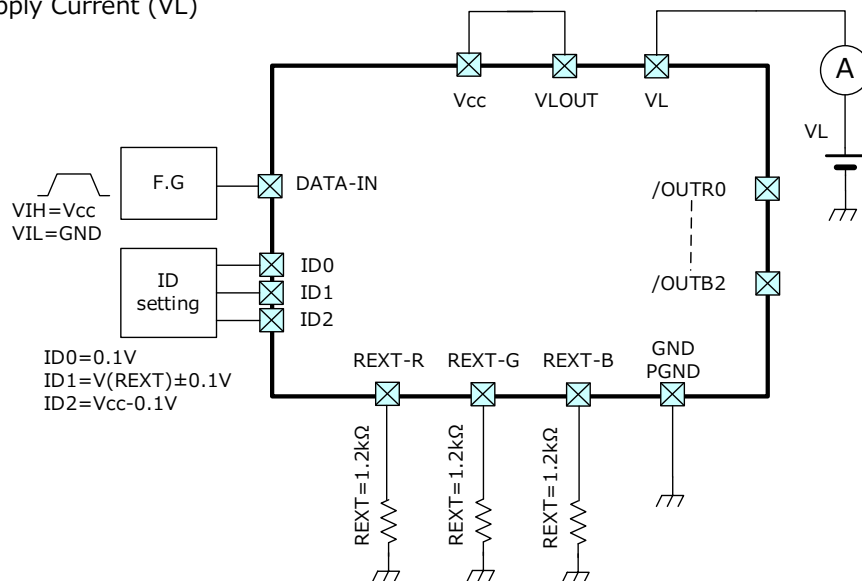 pply Current (VL)
A
Vcc
VLOUT
VL
VL
F.G
DATA-IN
/OUTR0
VIH=Vcc
VIL=GND
ID
setting
ID0
ID1
ID2
/OUTB2
ID0=0.1V
ID1=V(REXT)±0.1V
ID2=Vcc-0.1V
REXT-R
REXT-G
REXT-B
GND
PGND
REXT=1.2kΩ
REXT=1.2kΩ
REXT=1.2kΩ